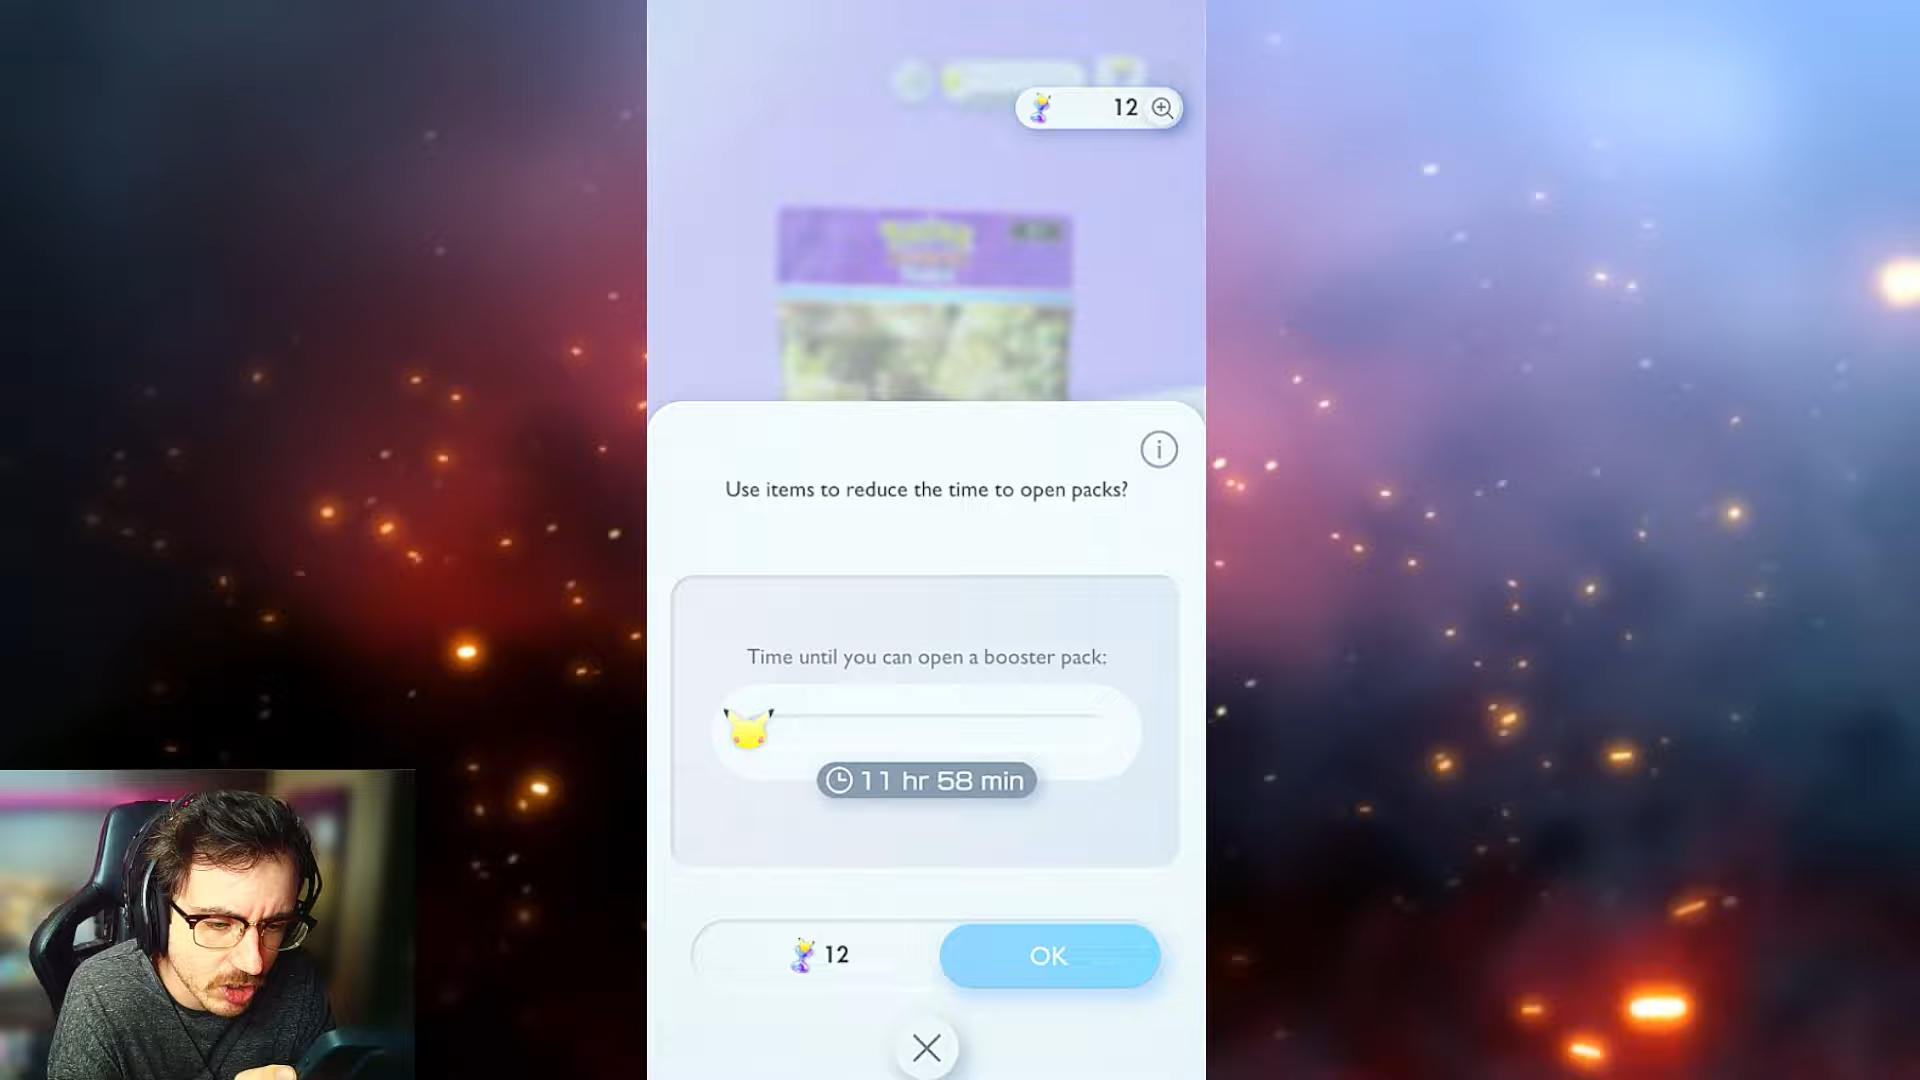 12
Use items to reduce the time to open packs?
Time until you can open a booster pack:
11 hr 58 min
12
OK